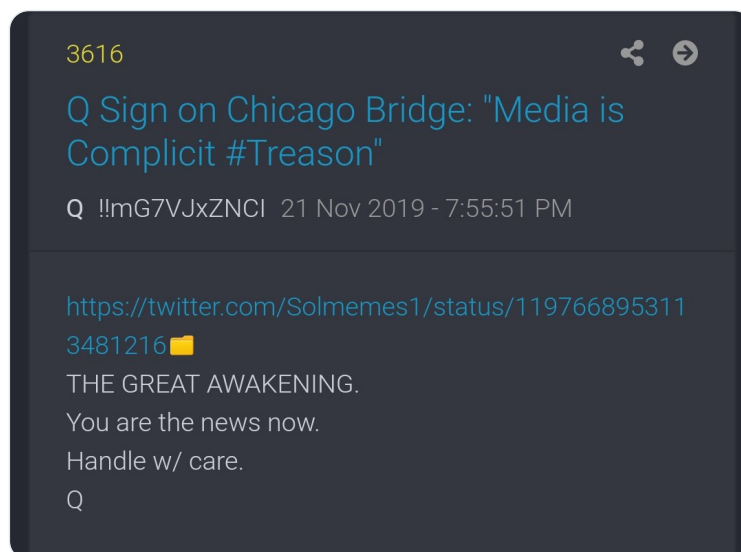 3616
Q Sign on Chicago Bridge: "Media is
Complicit #Treason"
Q !!mG7VJxZNCI 21 Nov 2019 - 7:55:51 PM
https://twitter.com/Solmemes1/status/119766895311
3481216
THE GREAT AWAKENING.
You are the news now.
Handle w/ care.
Q